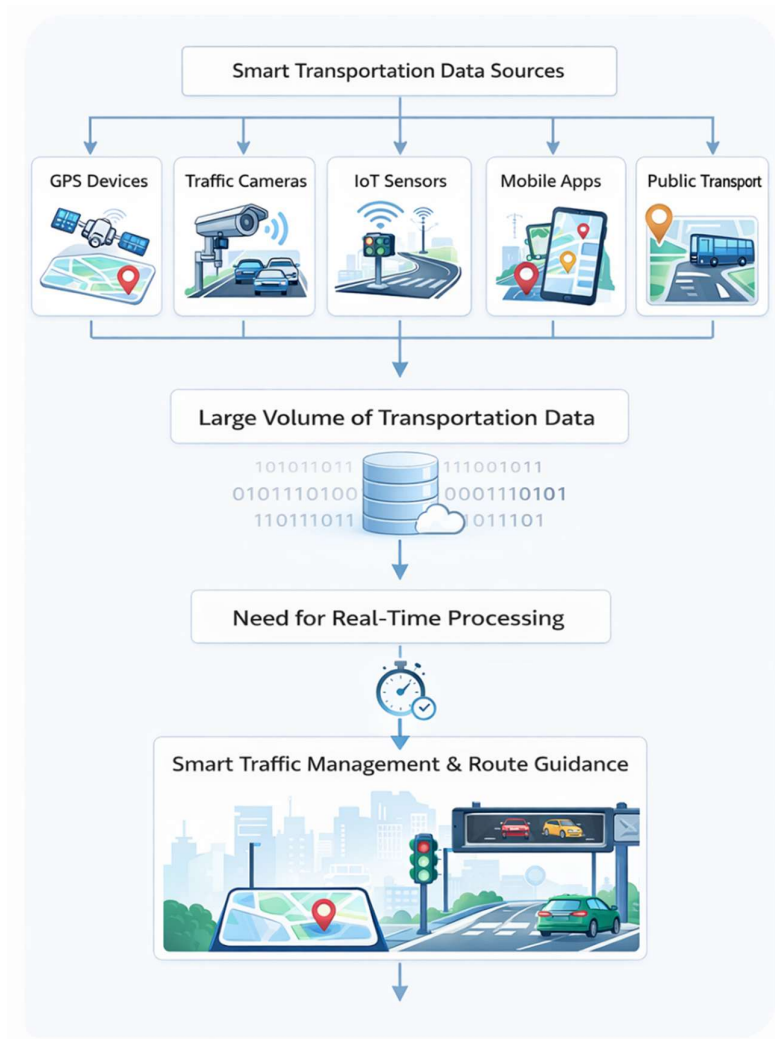 Smart Transportation Data Sources
GPS Devices
Traffic Cameras
IoT Sensors
Mobile Apps
Public Transport
Large Volume of Transportation Data
101011011 111001011
0101110100 0001110101
110111011 1011101
Need for Real-Time Processing
Smart Traffic Management & Route Guidance